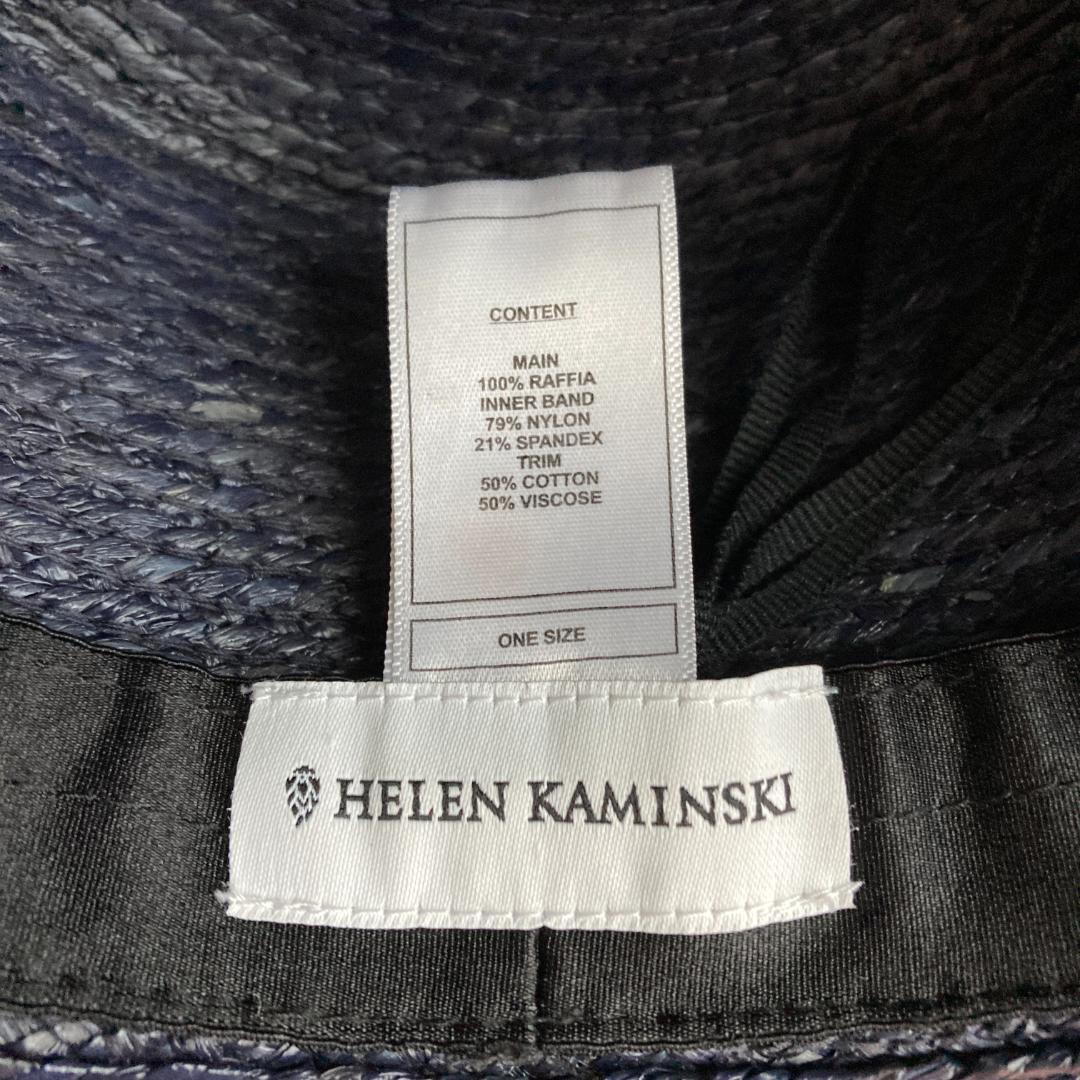 CONTENT
MAIN
100% RAFFIA
INNER BAND
79% NYLON
21% SPANDEX
TRIM
50% COTTON
50% VISCOSE
ONE SIZE
HELEN KAMINSKI